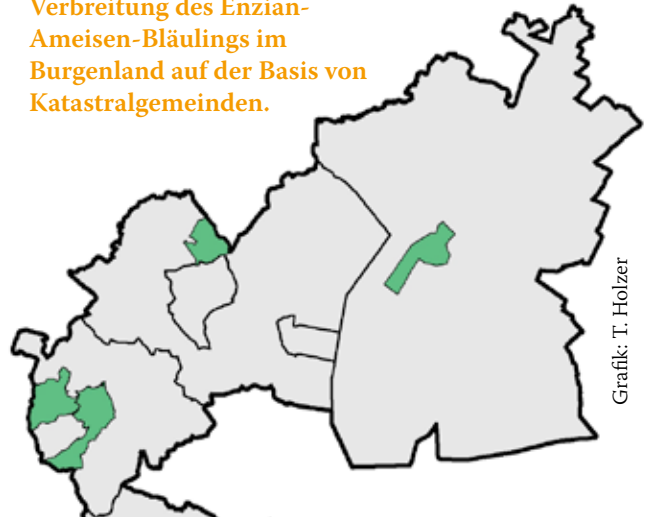 Verbreitung des Enzian-
Ameisen-Bläulings im
Burgenland auf der Basis von
Katastralgemeinden.
Grafik: T. Holzer